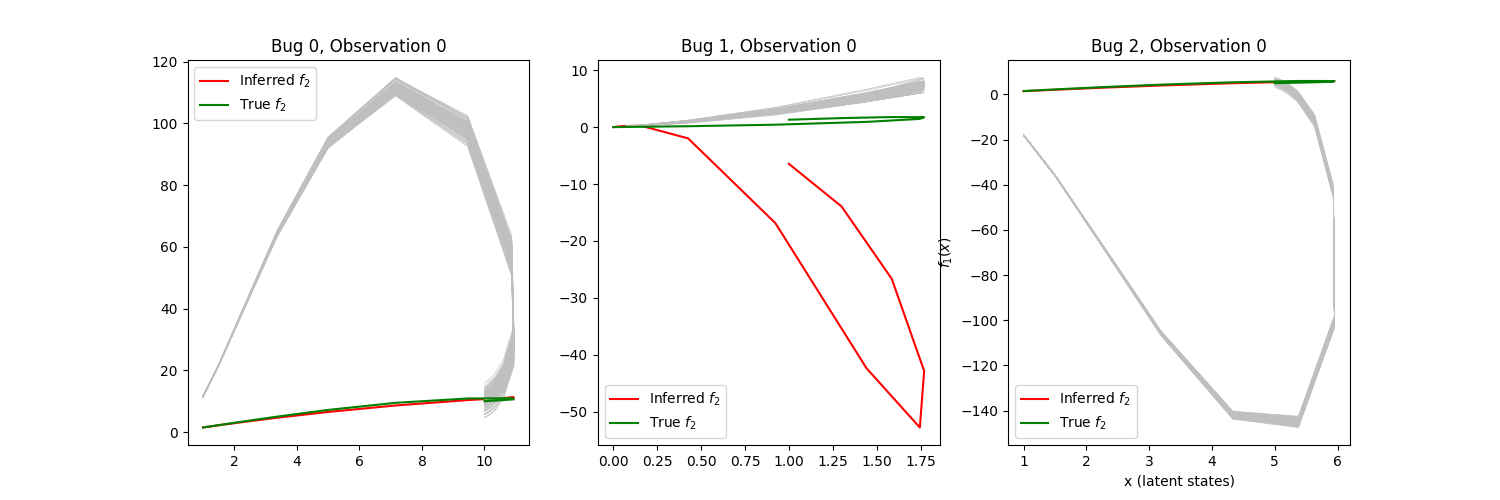 Bug 0, Observation 0
120
100
80
60
40
20
0
Inferred f₂
True f₂
2 4 6 8 10
Bug 1, Observation 0
10
0
−10
−20
−30
−40
−50
Inferred f₂
True f₂
0.00 0.25 0.50 0.75 1.00 1.25 1.50 1.75
Bug 2, Observation 0
f₁(x)
0
−20
−40
−60
−80
−100
−120
−140
Inferred f₂
True f₂
1 2 3 4 5 6
x (latent states)